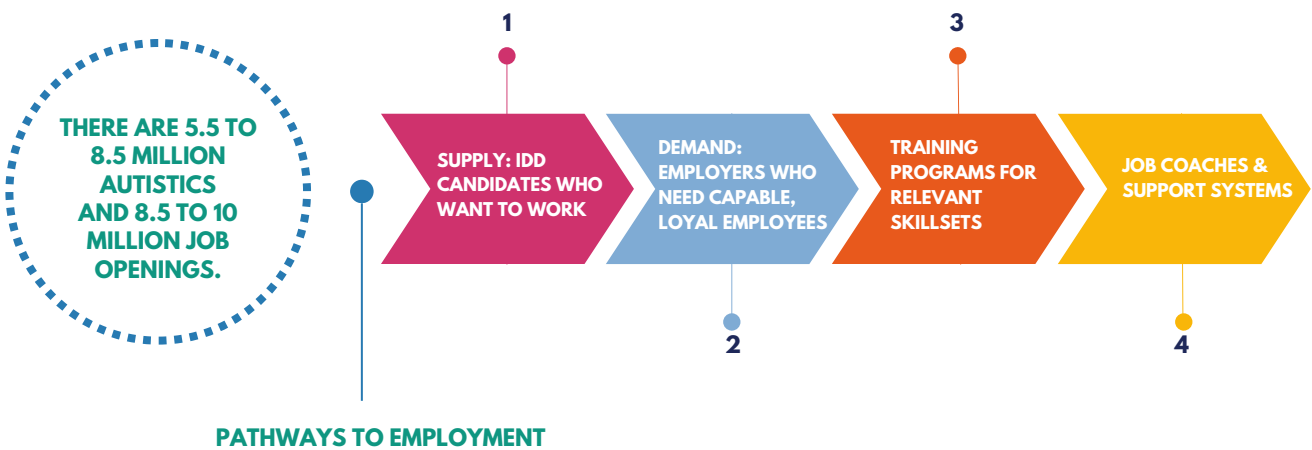 THERE ARE 5.5 TO
8.5 MILLION
AUTISTICS
AND 8.5 TO 10
MILLION JOB
OPENINGS.
1
SUPPLY: IDD
CANDIDATES WHO
WANT TO WORK
DEMAND:
EMPLOYERS WHO
NEED CAPABLE,
LOYAL EMPLOYEES
2
3
TRAINING
PROGRAMS FOR
RELEVANT
SKILLSETS
JOB COACHES &
SUPPORT SYSTEMS
4
PATHWAYS TO EMPLOYMENT